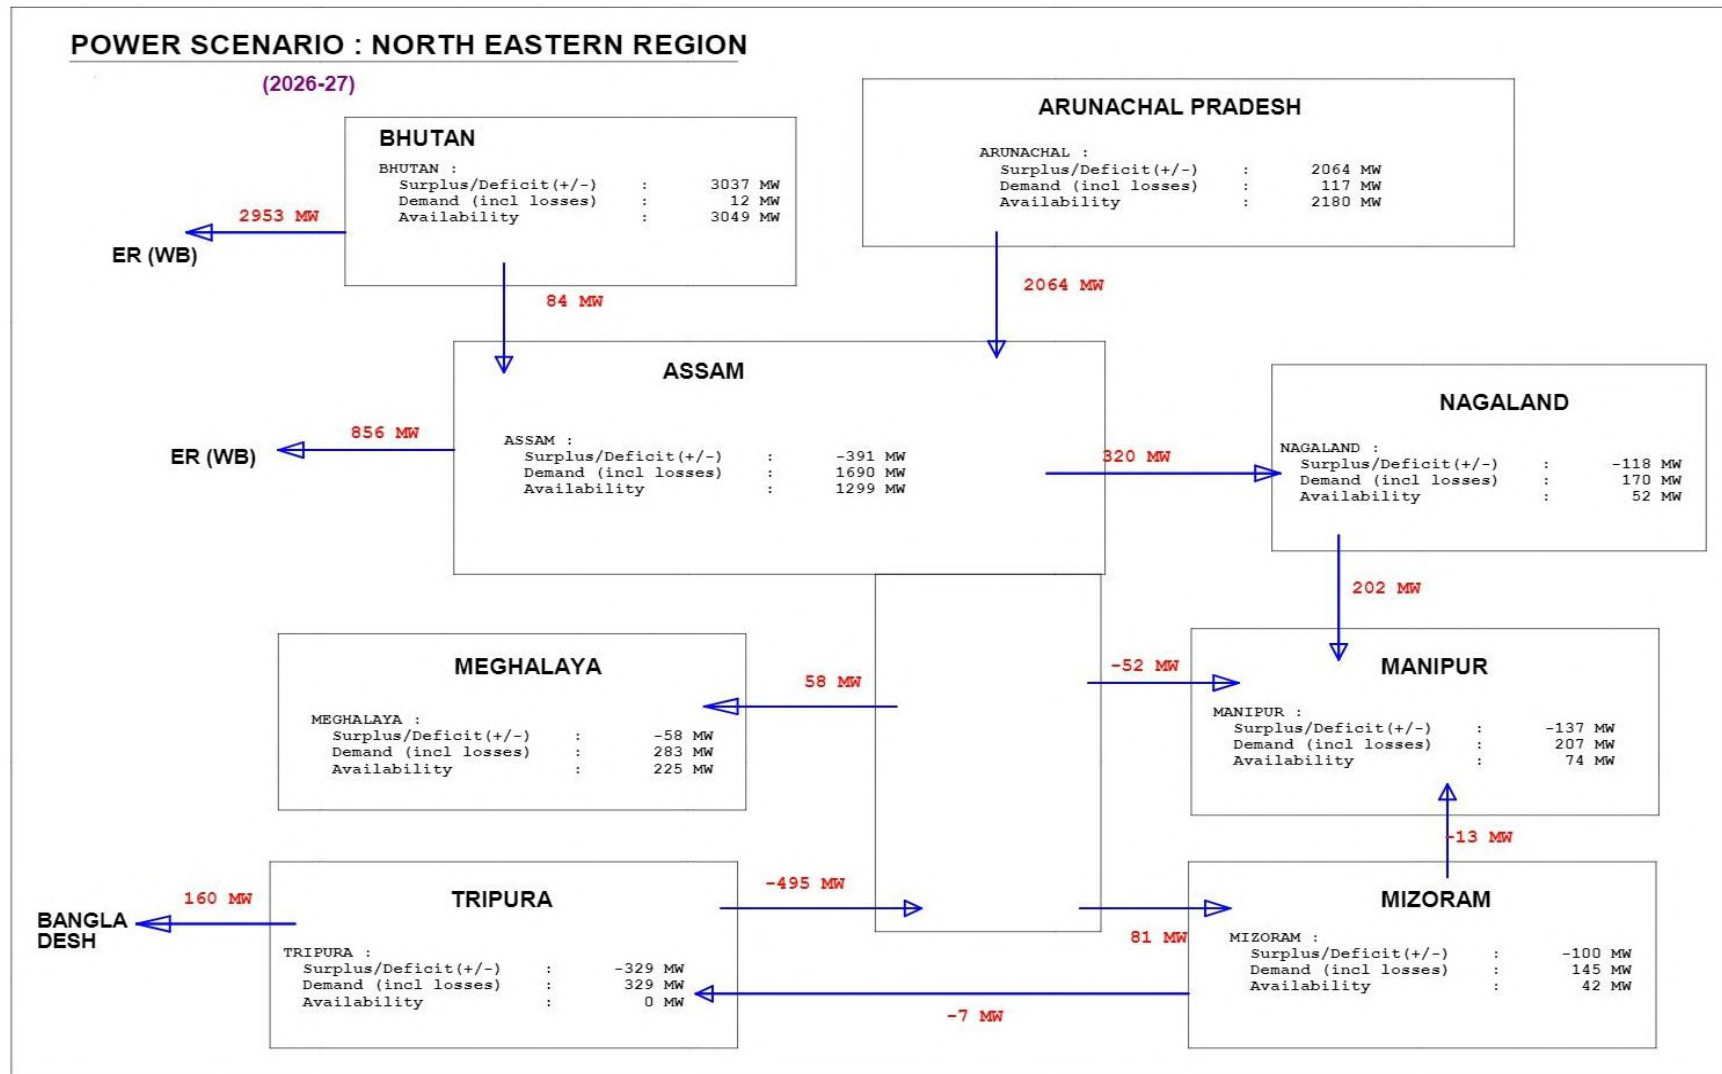 POWER SCENARIO : NORTH EASTERN REGION
(2026-27)
BHUTAN
BHUTAN :
Surplus/Deficit(+/-) : 3037 MW
Demand (incl losses) : 12 MW
Availability : 3049 MW
2953 MW
ER (WB)
84 MW
ARUNACHAL PRADESH
ARUNACHAL :
Surplus/Deficit(+/-) : 2064 MW
Demand (incl losses) : 117 MW
Availability : 2180 MW
2064 MW
ASSAM
ASSAM :
Surplus/Deficit(+/-) : -391 MW
Demand (incl losses) : 1690 MW
Availability : 1299 MW
856 MW
ER (WB)
320 MW
NAGALAND
NAGALAND :
Surplus/Deficit(+/-) : -118 MW
Demand (incl losses) : 170 MW
Availability : 52 MW
202 MW
MEGHALAYA
MEGHALAYA :
Surplus/Deficit(+/-) : -58 MW
Demand (incl losses) : 283 MW
Availability : 225 MW
58 MW
-52 MW
MANIPUR
MANIPUR :
Surplus/Deficit(+/-) : -137 MW
Demand (incl losses) : 207 MW
Availability : 74 MW
-13 MW
TRIPURA
TRIPURA :
Surplus/Deficit(+/-) : -329 MW
Demand (incl losses) : 329 MW
Availability : 0 MW
160 MW
BANGLA
DESH
-495 MW
81 MW
MIZORAM
MIZORAM :
Surplus/Deficit(+/-) : -100 MW
Demand (incl losses) : 145 MW
Availability : 42 MW
-7 MW